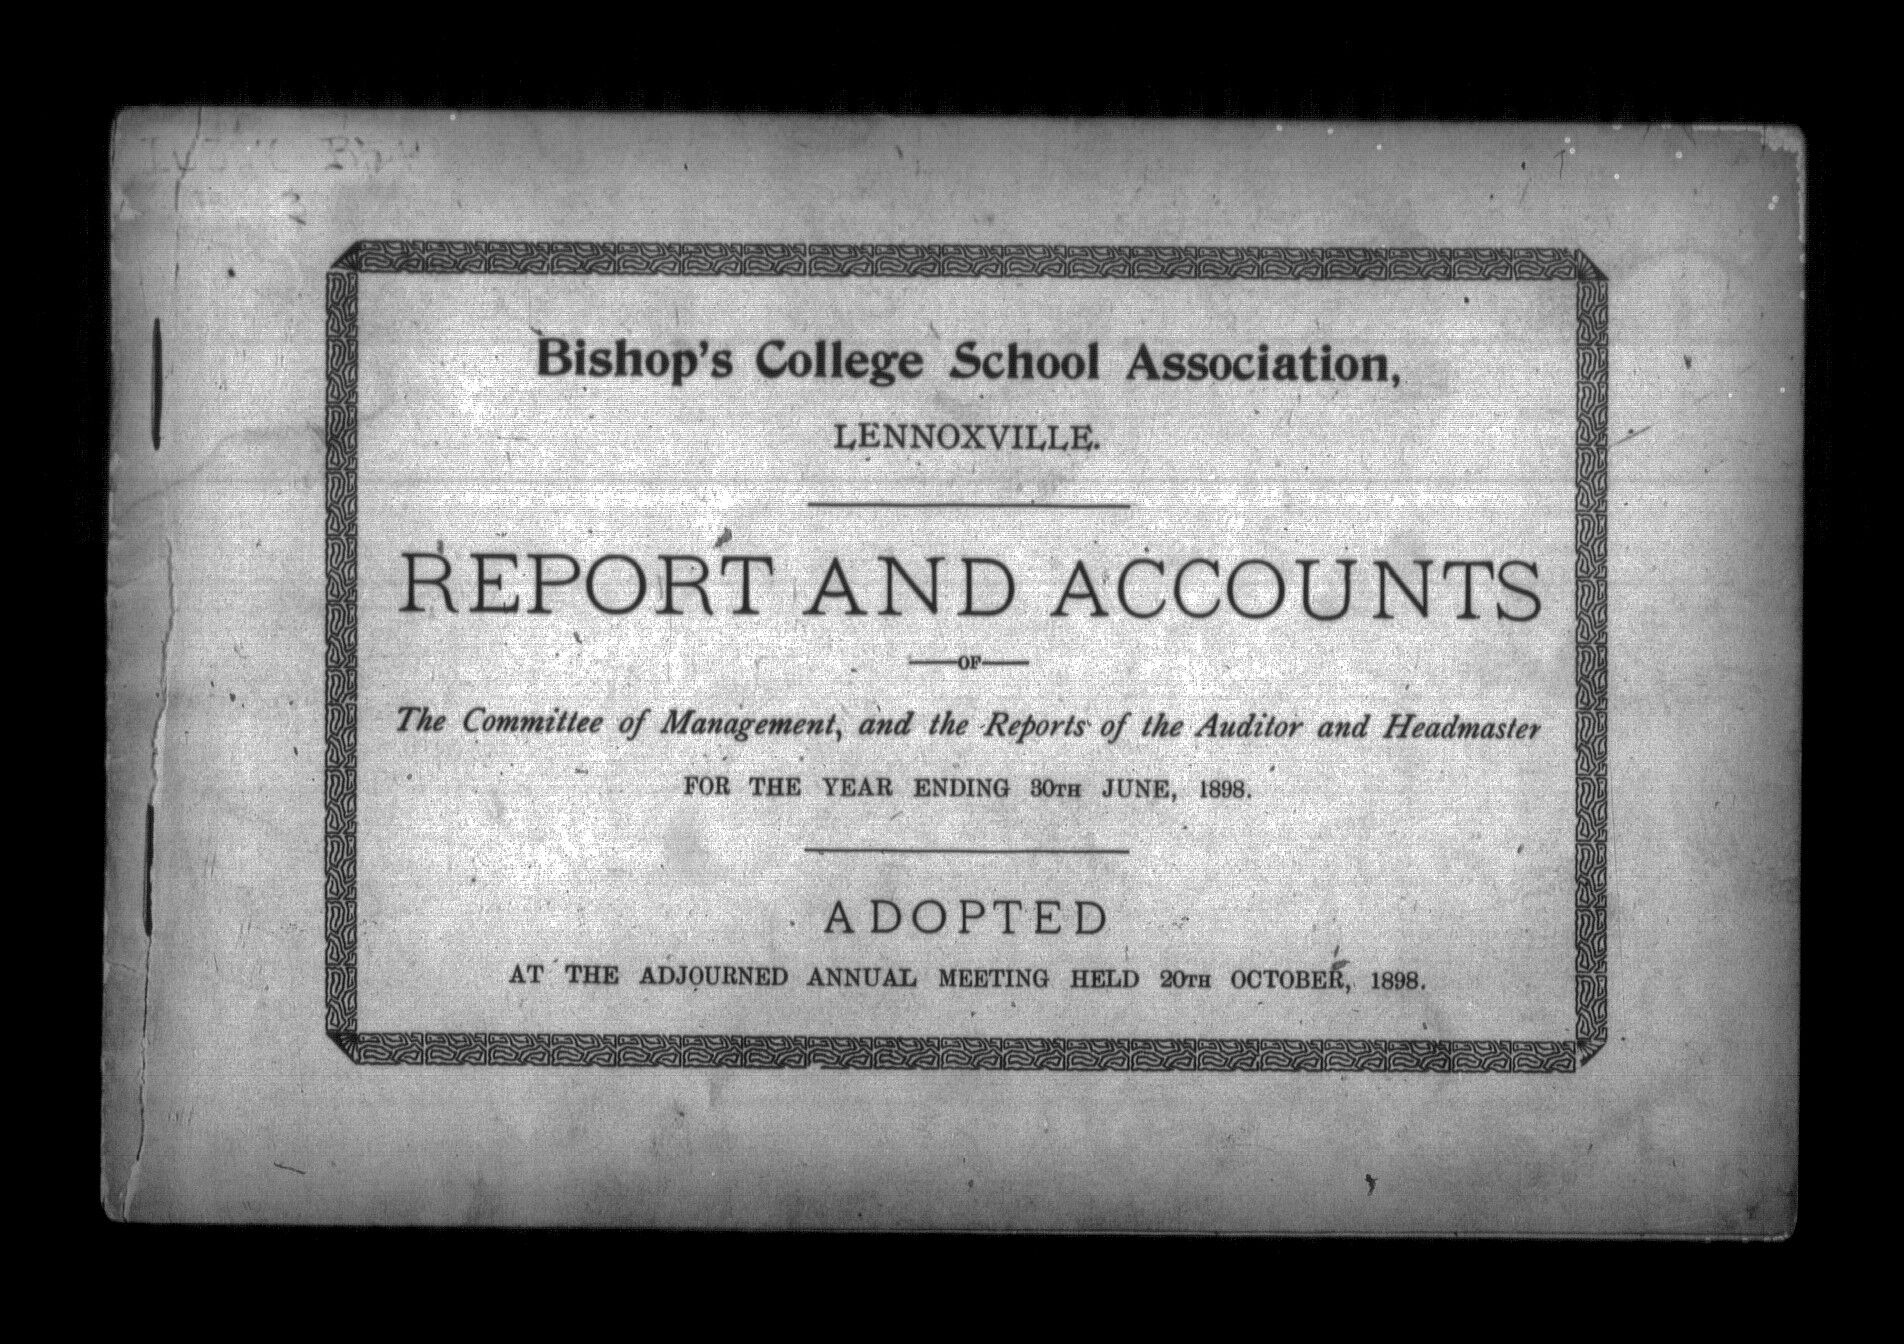 Bishop's College School Association,
LENNOXVILLE.
REPORT AND ACCOUNTS
OF
The Committee of Management, and the Reports of the Auditor and Headmaster
FOR THE YEAR ENDING 30TH JUNE, 1898.
ADOPTED
AT THE ADJOURNED ANNUAL MEETING HELD 20TH OCTOBER, 1898.